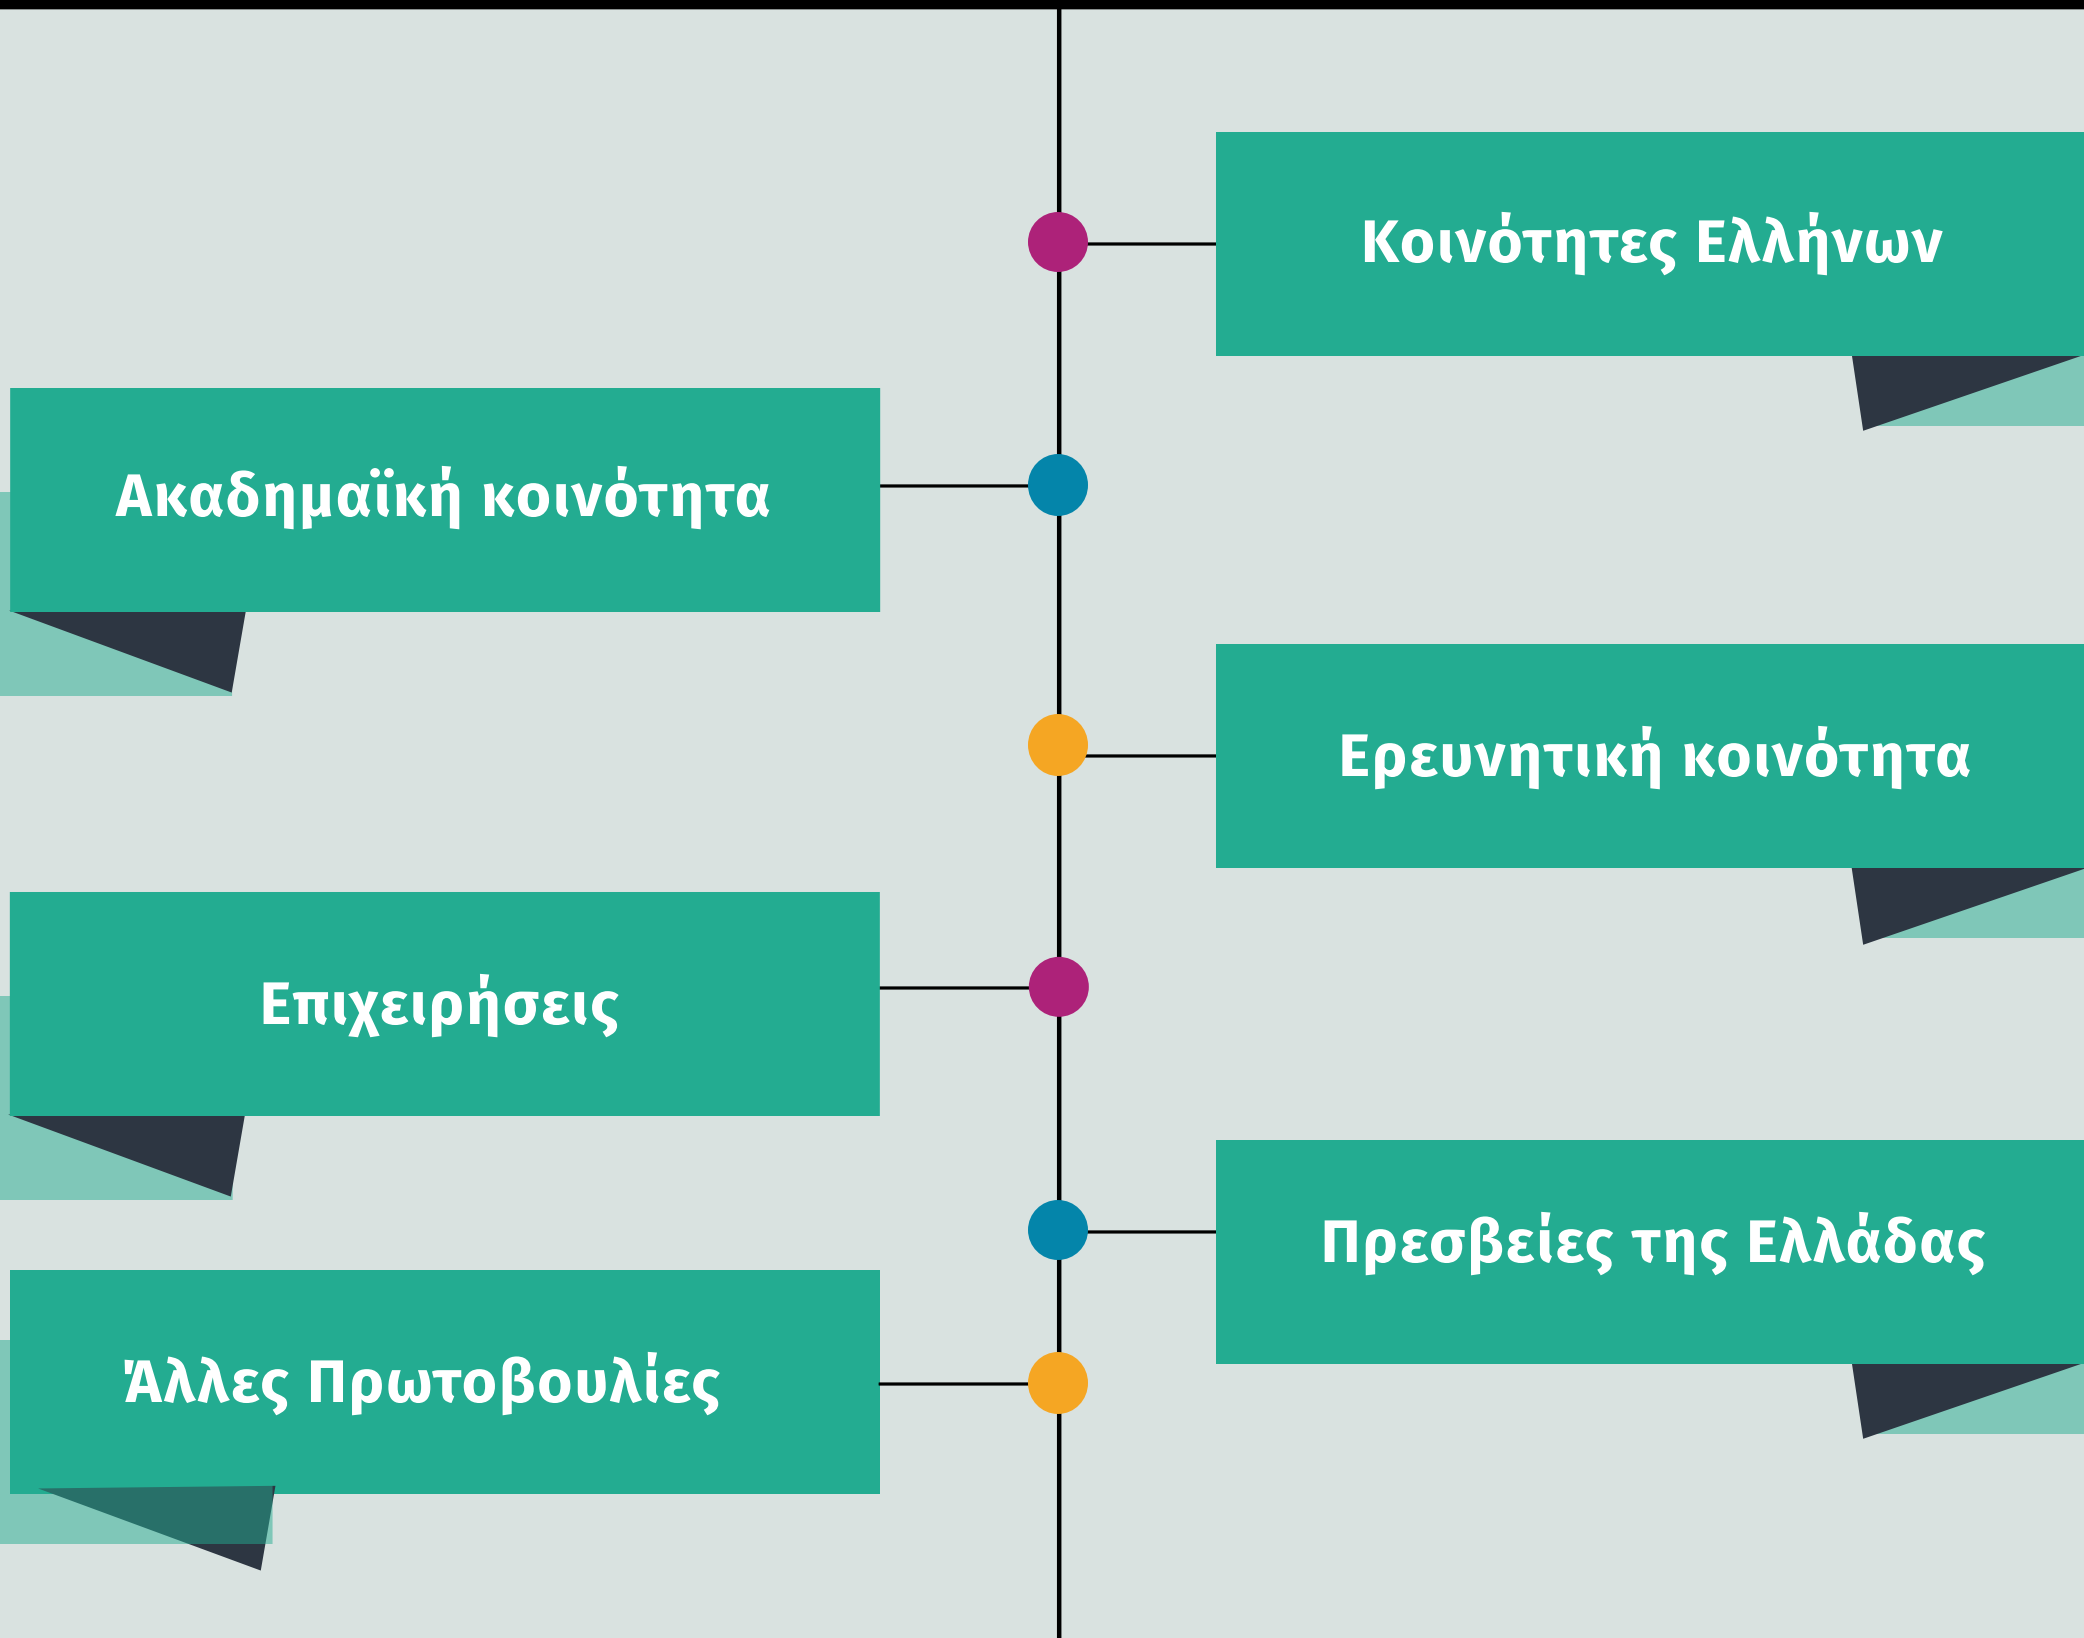 Κοινότητες Ελλήνων
Ακαδημαϊκή κοινότητα
Ερευνητική κοινότητα
Επιχειρήσεις
Πρεσβείες της Ελλάδας
Άλλες Πρωτοβουλίες